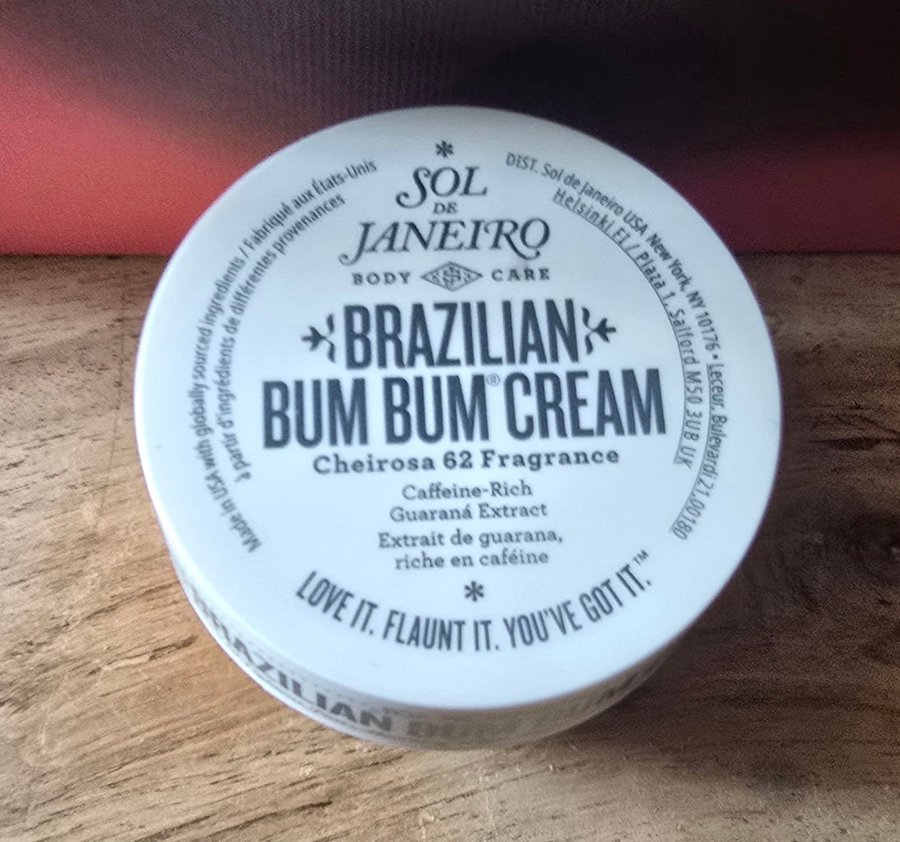 SOL
DE
JANEIRO
BODY CARE
BRAZILIAN
BUM BUM® CREAM
Cheirosa 62 Fragrance
Caffeine-Rich
Guaraná Extract
Extrait de guarana,
riche en caféine
LOVE IT. FLAUNT IT. YOU'VE GOT IT.™
Made in USA with globally sourced ingredients / Fabriqué aux États-Unis
à partir d'ingrédients de différentes provenances
DIST. Sol de Janeiro USA New York, NY 10176 • Leceur, Bulevardi 21,00180
Helsinki FI / Plaza 1, Salford M50 3UB UK
BRAZILIAN